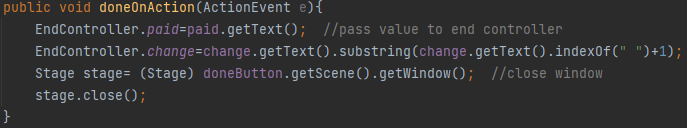 public void doneOnAction(ActionEvent e){
EndController.paid=paid.getText();  //pass value to end controller
EndController.change=change.getText().substring(change.getText().indexOf(" ")+1);
Stage stage= (Stage) doneButton.getScene().getWindow();  //close window
stage.close();
}